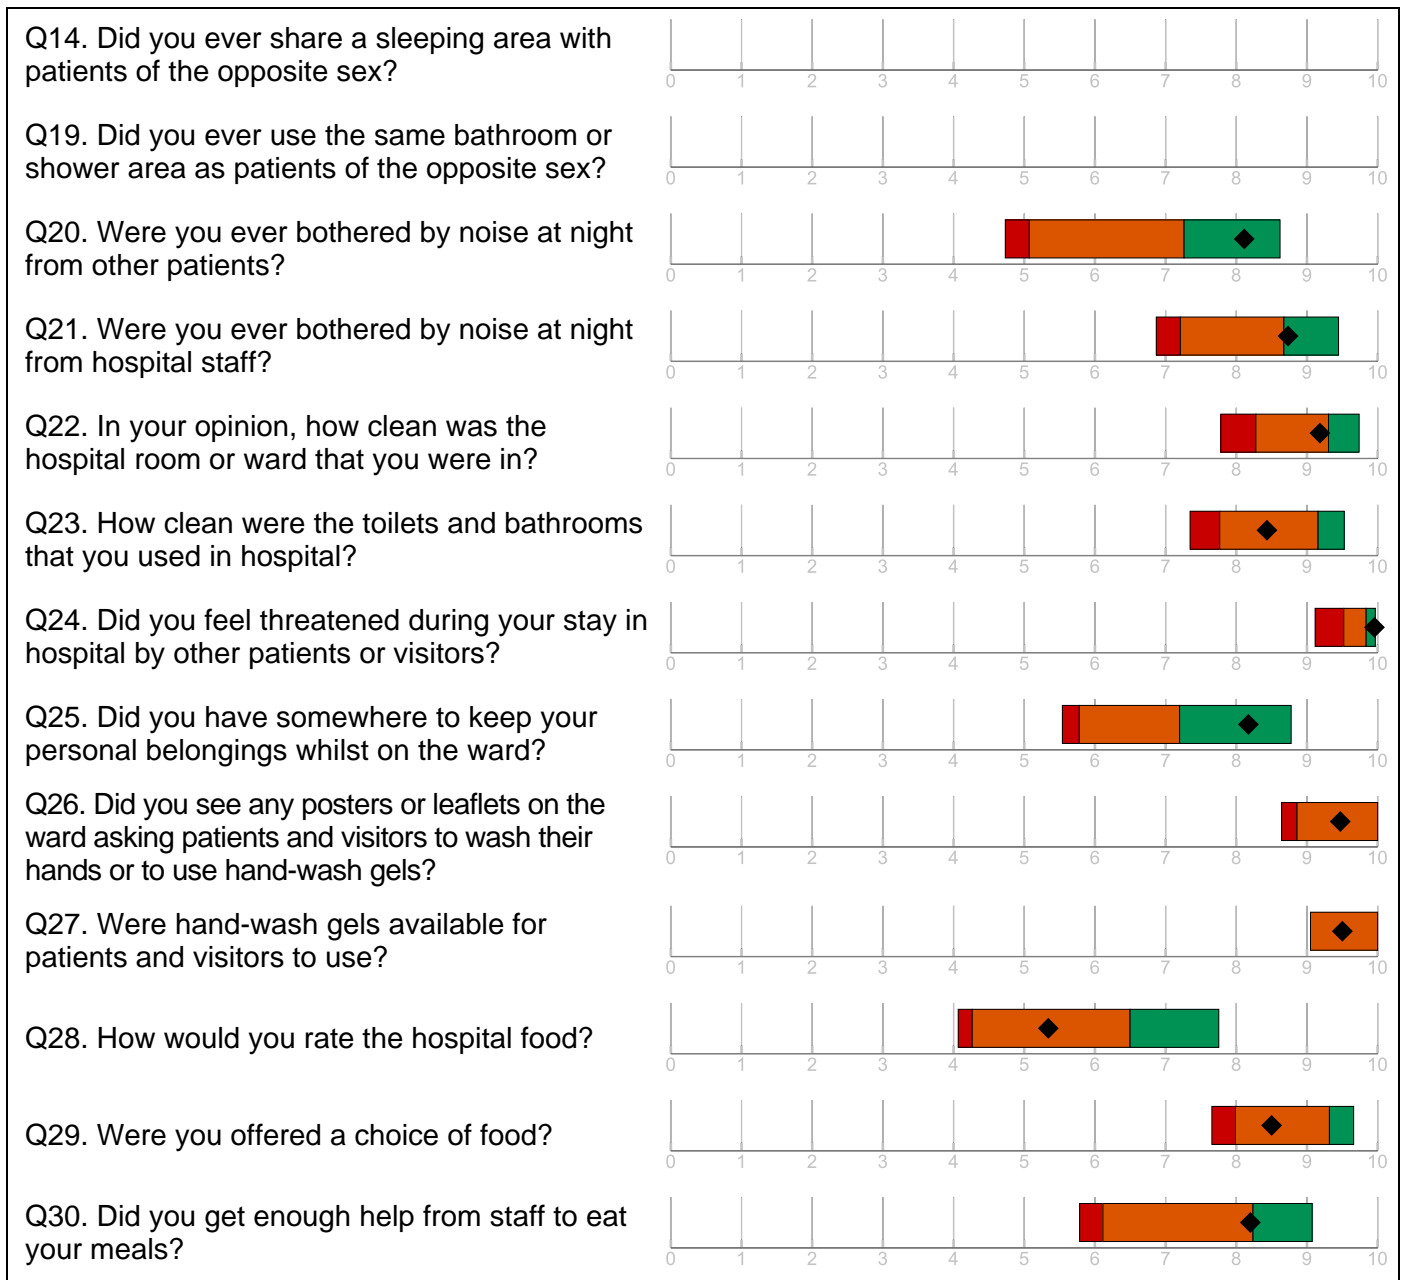 Q14. Did you ever share a sleeping area with
patients of the opposite sex?
0 1 2 3 4 5 6 7 8 9 10
Q19. Did you ever use the same bathroom or
shower area as patients of the opposite sex?
0 1 2 3 4 5 6 7 8 9 10
Q20. Were you ever bothered by noise at night
from other patients?
0 1 2 3 4 5 6 7 8 9 10
Q21. Were you ever bothered by noise at night
from hospital staff?
0 1 2 3 4 5 6 7 8 9 10
Q22. In your opinion, how clean was the
hospital room or ward that you were in?
0 1 2 3 4 5 6 7 8 9 10
Q23. How clean were the toilets and bathrooms
that you used in hospital?
0 1 2 3 4 5 6 7 8 9 10
Q24. Did you feel threatened during your stay in
hospital by other patients or visitors?
0 1 2 3 4 5 6 7 8 9 10
Q25. Did you have somewhere to keep your
personal belongings whilst on the ward?
0 1 2 3 4 5 6 7 8 9 10
Q26. Did you see any posters or leaflets on the
ward asking patients and visitors to wash their
hands or to use hand-wash gels?
0 1 2 3 4 5 6 7 8 9 10
Q27. Were hand-wash gels available for
patients and visitors to use?
0 1 2 3 4 5 6 7 8 9 10
Q28. How would you rate the hospital food?
0 1 2 3 4 5 6 7 8 9 10
Q29. Were you offered a choice of food?
0 1 2 3 4 5 6 7 8 9 10
Q30. Did you get enough help from staff to eat
your meals?
0 1 2 3 4 5 6 7 8 9 10